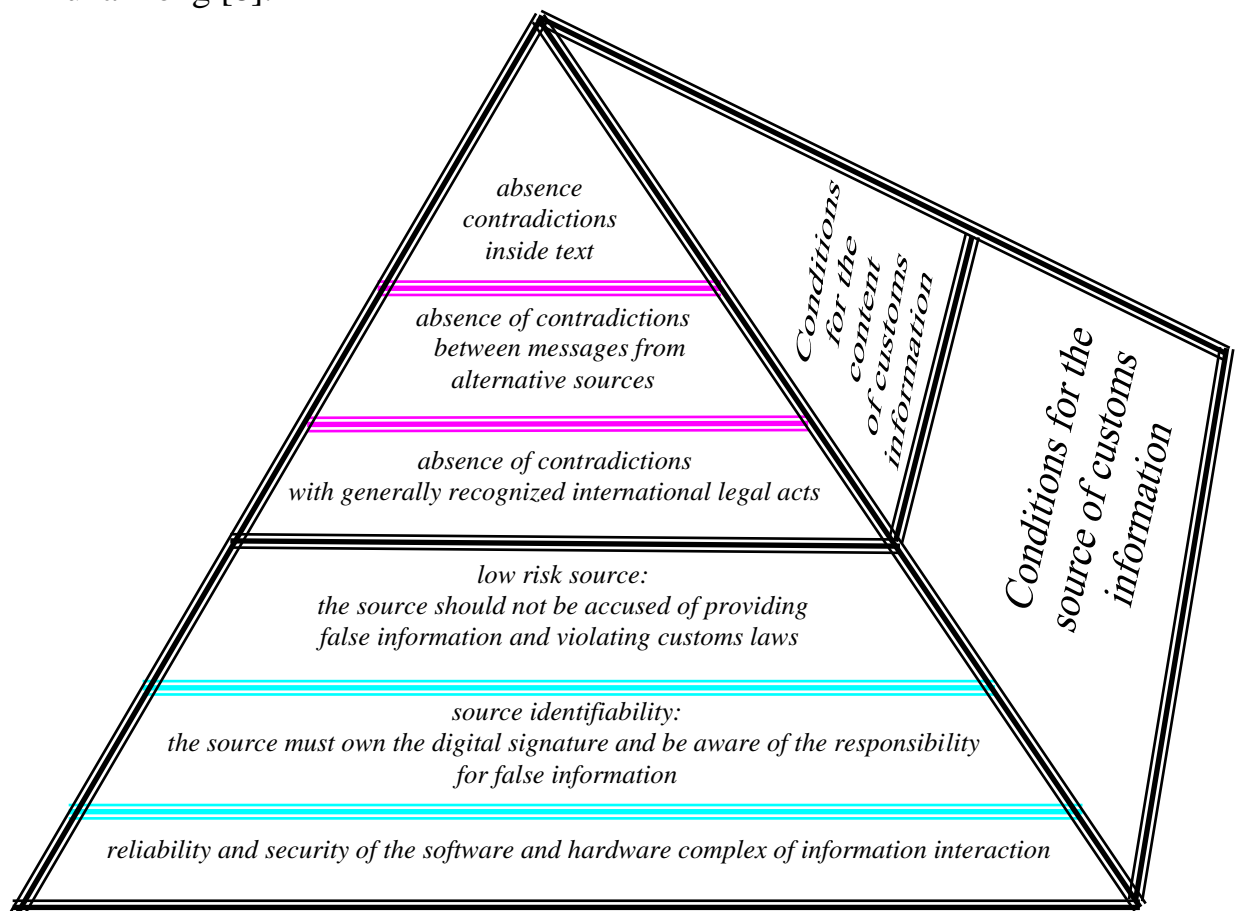 absence
contradictions
inside text
absence of contradictions
between messages from
alternative sources
absence of contradictions
with generally recognized international legal acts
low risk source:
the source should not be accused of providing
false information and violating customs laws
source identifiability:
the source must own the digital signature and be aware of the responsibility
for false information
reliability and security of the software and hardware complex of information interaction
Conditions
for the
content
of customs
information
Conditions for the
source of customs
information